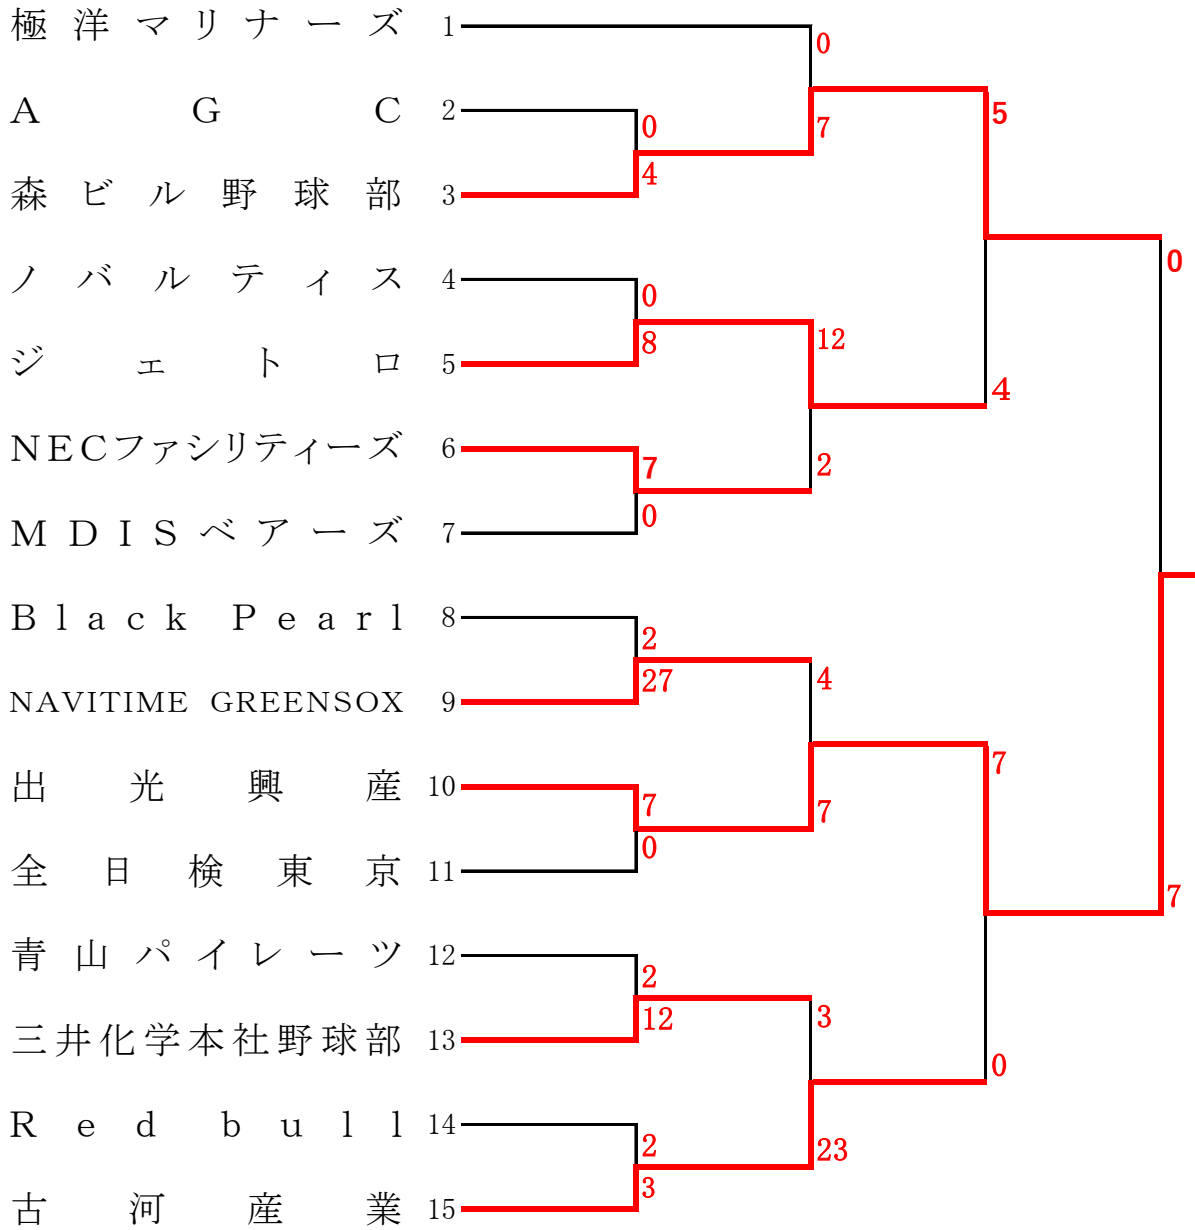 極洋マリナーズ 1
0
AGC 2
0
7
5
4
森ビル野球部 3
0
ノバルティス 4
0
12
ジェトロ 5
8
4
NECファシリティーズ 6
7
2
0
MDISベアーズ 7
Black Pearl 8
2
4
NAVITIME GREENSOX 9
27
7
出光興産 10
7
7
0
全日検東京 11
7
青山パイレーツ 12
2
3
三井化学本社野球部 13
12
0
Red bull 14
2
23
3
古河産業 15